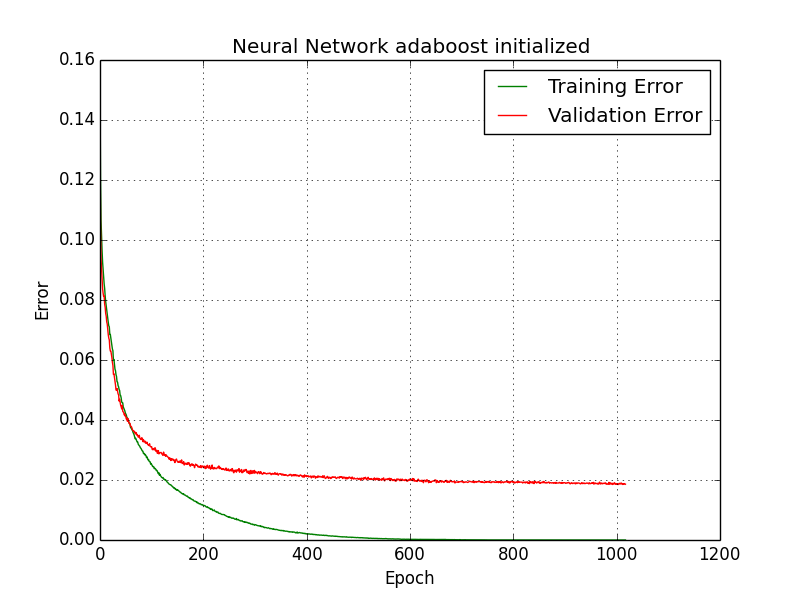 Neural Network adaboost initialized
Training Error
Validation Error
0.16
0.14
0.12
0.10
0.08
0.06
0.04
0.02
0.00
Error
0 200 400 600 800 1000 1200
Epoch